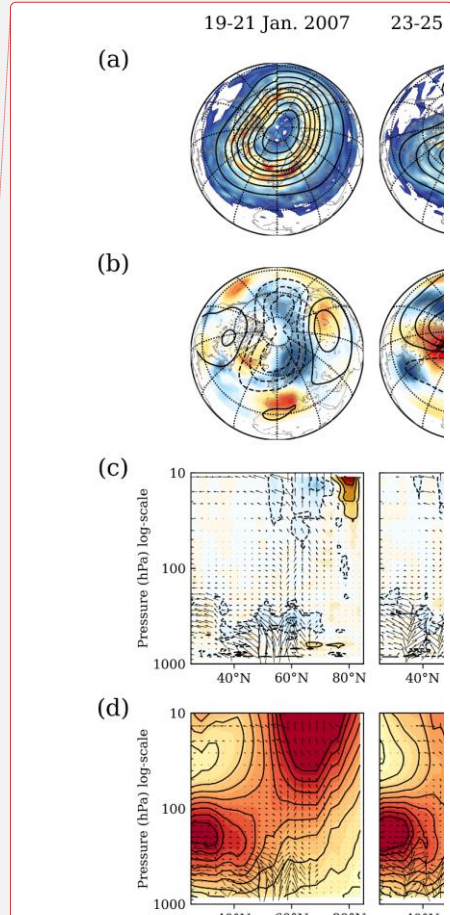 19-21 Jan. 2007 23-25
(a)
(b)
(c)
10
100
1000
Pressure (hPa) log-scale
40°N 60°N 80°N 40°N
(d)
10
100
1000
Pressure (hPa) log-scale